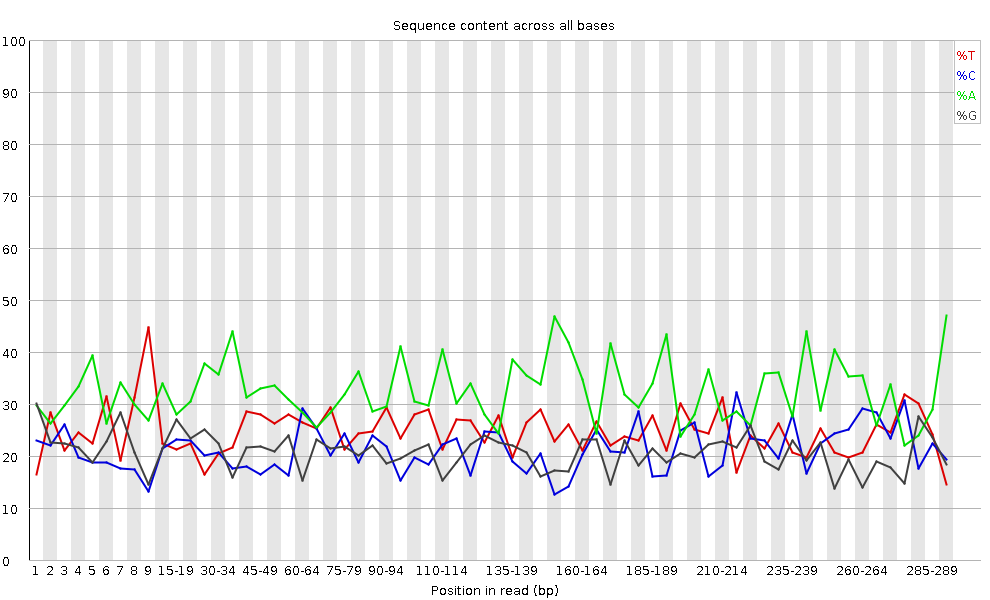 Sequence content across all bases
100
90
80
70
60
50
40
30
20
10
0
%T
%C
%A
%G
1 2 3 4 5 6 7 8 9 15-19 30-34 45-49 60-64 75-79 90-94 110-114 135-139 160-164 185-189 210-214 235-239 260-264 285-289
Position in read (bp)